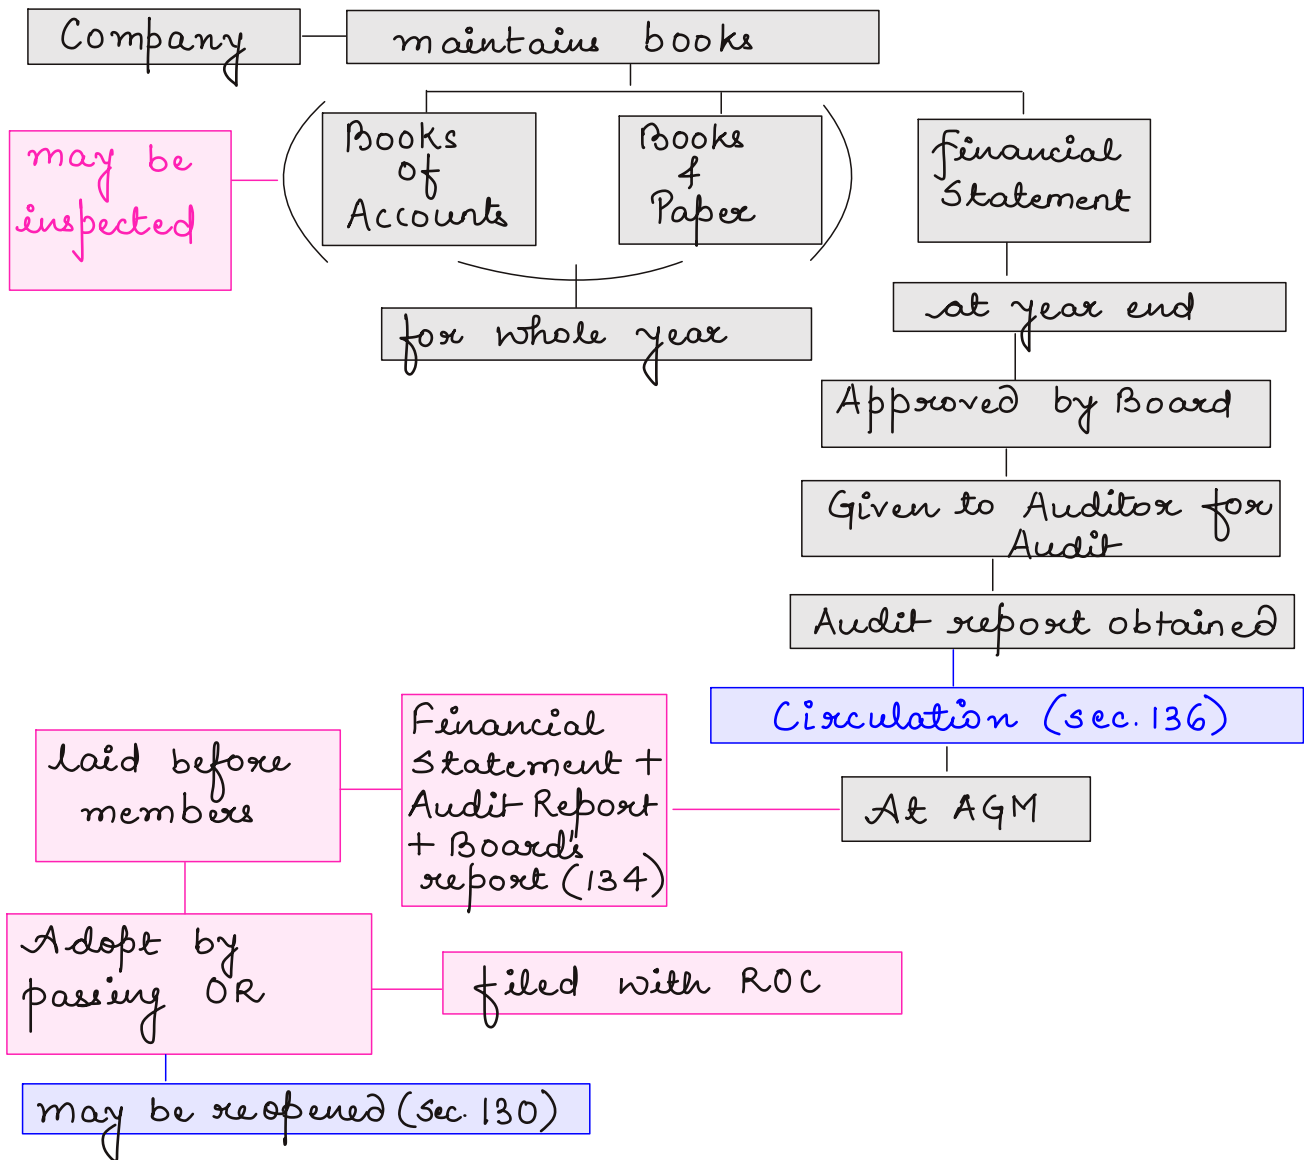 Company
maintains books
may be
inspected
Books
Of
Accounts
Books
&
Paper
financial
Statement
for whole year
at year end
Approved by Board
Given to Auditor for
Audit
Audit report obtained
Circulation (sec. 136)
At AGM
Financial
Statement +
Audit Report
+ Board's
report (134)
laid before
members
Adopt by
passing OR
filed with ROC
may be reopened (sec. 130)